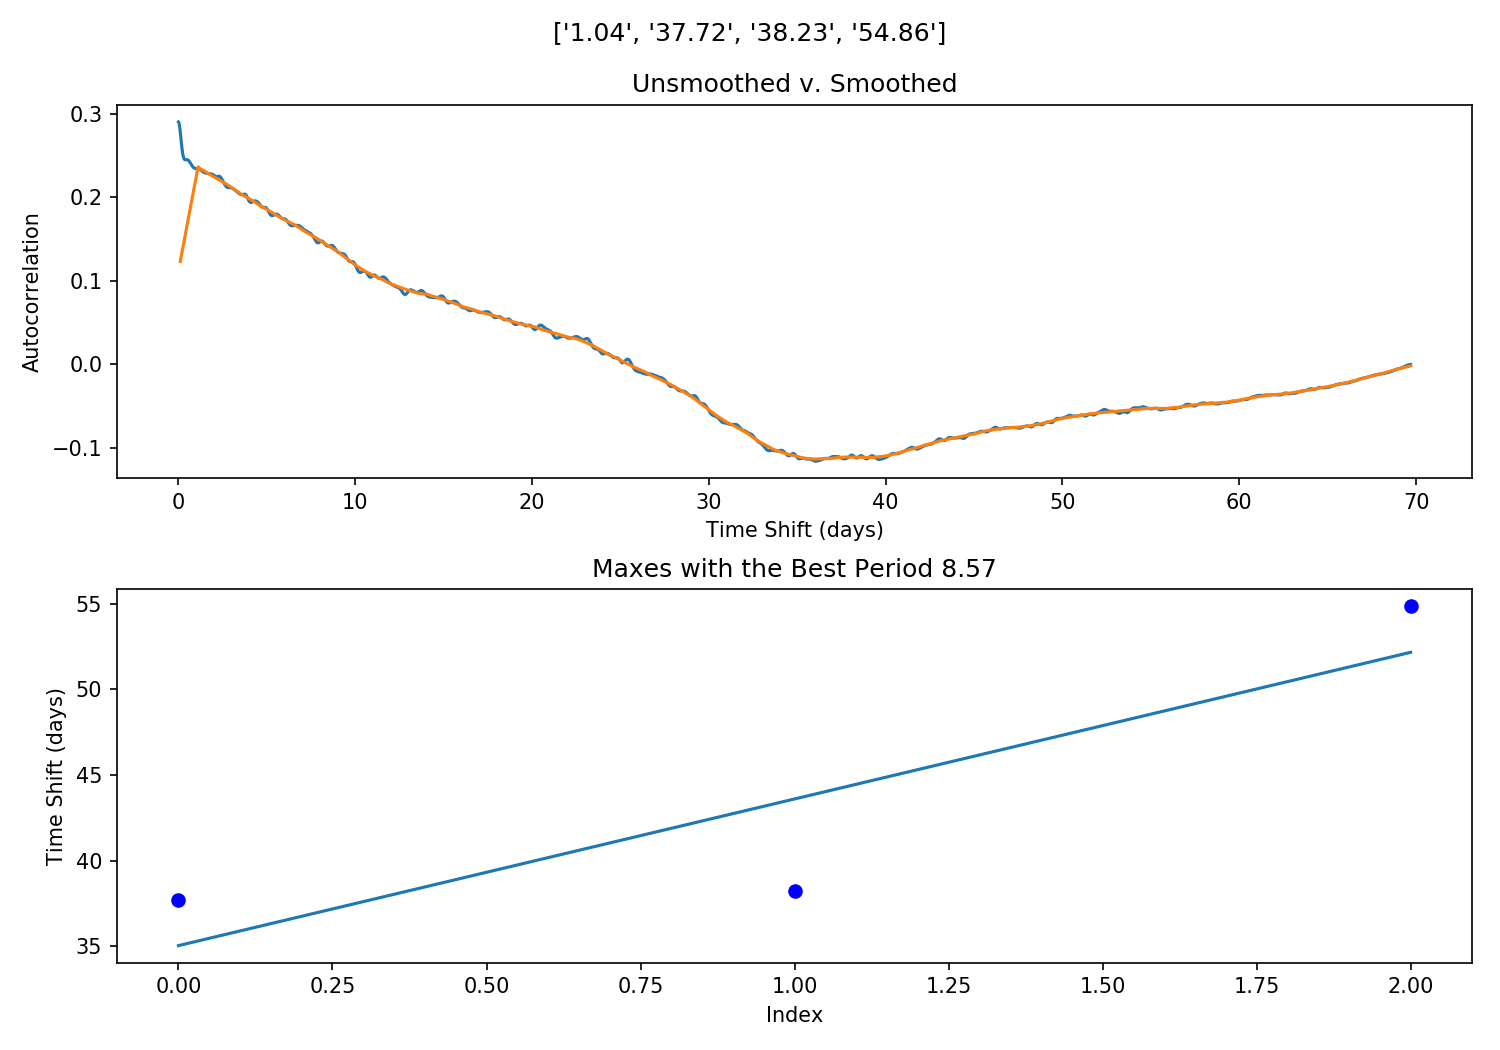 ['1.04', '37.72', '38.23', '54.86']
Unsmoothed v. Smoothed
0.3
0.2
0.1
0.0
−0.1
Autocorrelation
0 10 20 30 40 50 60 70
Time Shift (days)
Maxes with the Best Period 8.57
55
50
45
40
35
Time Shift (days)
0.00 0.25 0.50 0.75 1.00 1.25 1.50 1.75 2.00
Index